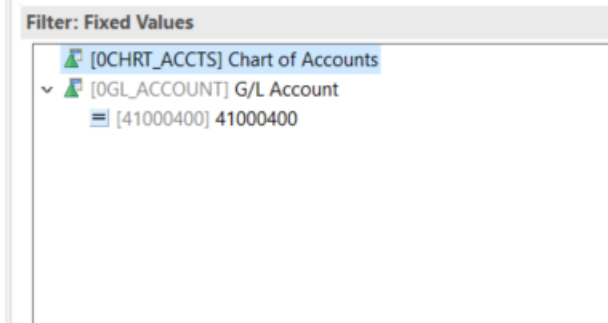 Filter: Fixed Values
[0CHRT_ACCTS] Chart of Accounts
[0GL_ACCOUNT] G/L Account
[41000400] 41000400